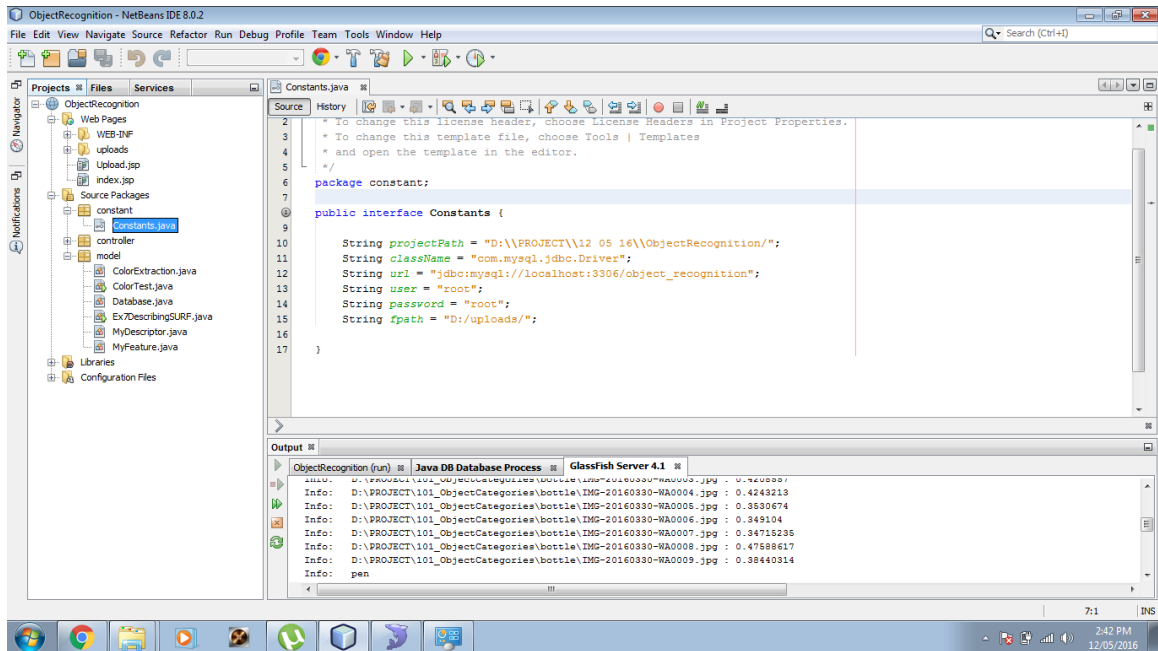 ObjectRecognition - NetBeans IDE 8.0.2
File Edit View Navigate Source Refactor Run Debug Profile Team Tools Window Help
Search (Ctrl+I)
Projects Files Services
Navigator
Notifications
ObjectRecognition
Web Pages
WEB-INF
uploads
Upload.jsp
index.jsp
Source Packages
constant
Constants.java
controller
model
ColorExtraction.java
ColorTest.java
Database.java
Ex7DescribingSURF.java
MyDescriptor.java
MyFeature.java
Libraries
Configuration Files
Constants.java
Source History
2 * To change this license header, choose License Headers in Project Properties.
3 * To change this template file, choose Tools | Templates
4 * and open the template in the editor.
5 */
6 package constant;
7
public interface Constants {
9
10 String projectPath = "D:\\PROJECT\\12 05 16\\ObjectRecognition/";
11 String className = "com.mysql.jdbc.Driver";
12 String url = "jdbc:mysql://localhost:3306/object_recognition";
13 String user = "root";
14 String password = "root";
15 String fpath = "D:/uploads/";
16
17 }
Output
ObjectRecognition (run) Java DB Database Process GlassFish Server 4.1
Info: D:\PROJECT\101_ObjectCategories\bottle\IMG-20160330-WA0003.jpg :
Info: D:\PROJECT\101_ObjectCategories\bottle\IMG-20160330-WA0004.jpg : 0.4243213
Info: D:\PROJECT\101_ObjectCategories\bottle\IMG-20160330-WA0005.jpg : 0.3530674
Info: D:\PROJECT\101_ObjectCategories\bottle\IMG-20160330-WA0006.jpg : 0.349104
Info: D:\PROJECT\101_ObjectCategories\bottle\IMG-20160330-WA0007.jpg : 0.34715235
Info: D:\PROJECT\101_ObjectCategories\bottle\IMG-20160330-WA0008.jpg : 0.47588617
Info: D:\PROJECT\101_ObjectCategories\bottle\IMG-20160330-WA0009.jpg : 0.38440314
Info: pen
7:1 INS
2:42 PM
12/05/2016